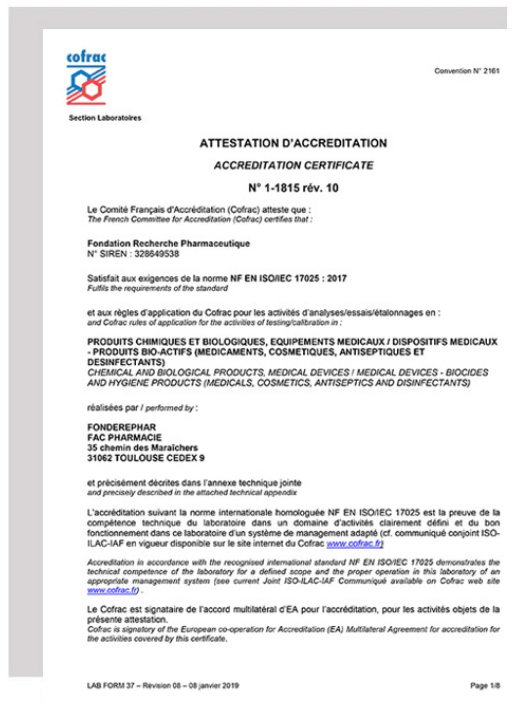 cofrac
Convention N° 2161
Section Laboratoires
ATTESTATION D'ACCREDITATION
ACCREDITATION CERTIFICATE
N° 1-1815 rév. 10
Le Comité Français d'Accréditation (Cofrac) atteste que :
The French Committee for Accreditation (Cofrac) certifies that :
Fondation Recherche Pharmaceutique
N° SIREN : 328649538
Satisfait aux exigences de la norme NF EN ISO/IEC 17025 : 2017
Fulfils the requirements of the standard
et aux règles d'application du Cofrac pour les activités d'analyses/essais/étalonnages en :
and Cofrac rules of application for the activities of testing/calibration in :
PRODUITS CHIMIQUES ET BIOLOGIQUES, EQUIPEMENTS MEDICAUX / DISPOSITIFS MEDICAUX
- PRODUITS BIO-ACTIFS (MEDICAMENTS, COSMETIQUES, ANTISEPTIQUES ET
DESINFECTANTS)
CHEMICAL AND BIOLOGICAL PRODUCTS, MEDICAL DEVICES / MEDICAL DEVICES - BIOCIDES
AND HYGIENE PRODUCTS (MEDICALS, COSMETICS, ANTISEPTICS AND DISINFECTANTS)
réalisées par / performed by :
FONDEREPHAR
FAC PHARMACIE
35 chemin des Maraîchers
31062 TOULOUSE CEDEX 9
et précisément décrites dans l'annexe technique jointe
and precisely described in the attached technical appendix
L'accréditation suivant la norme internationale homologuée NF EN ISO/IEC 17025 est la preuve de la
compétence technique du laboratoire dans un domaine d'activités clairement défini et du bon
fonctionnement dans ce laboratoire d'un système de management adapté (cf. communiqué conjoint ISO-
ILAC-IAF en vigueur disponible sur le site internet du Cofrac www.cofrac.fr)
Accreditation in accordance with the recognised international standard NF EN ISO/IEC 17025 demonstrates the
technical competence of the laboratory for a defined scope and the proper operation in this laboratory of an
appropriate management system (see current Joint ISO-ILAC-IAF Communiqué available on Cofrac web site
www.cofrac.fr) .
Le Cofrac est signataire de l'accord multilatéral d'EA pour l'accréditation, pour les activités objets de la
présente attestation.
Cofrac is signatory of the European co-operation for Accreditation (EA) Multilateral Agreement for accreditation for
the activities covered by this certificate.
LAB FORM 37 – Révision 08 – 08 janvier 2019
Page 1/8